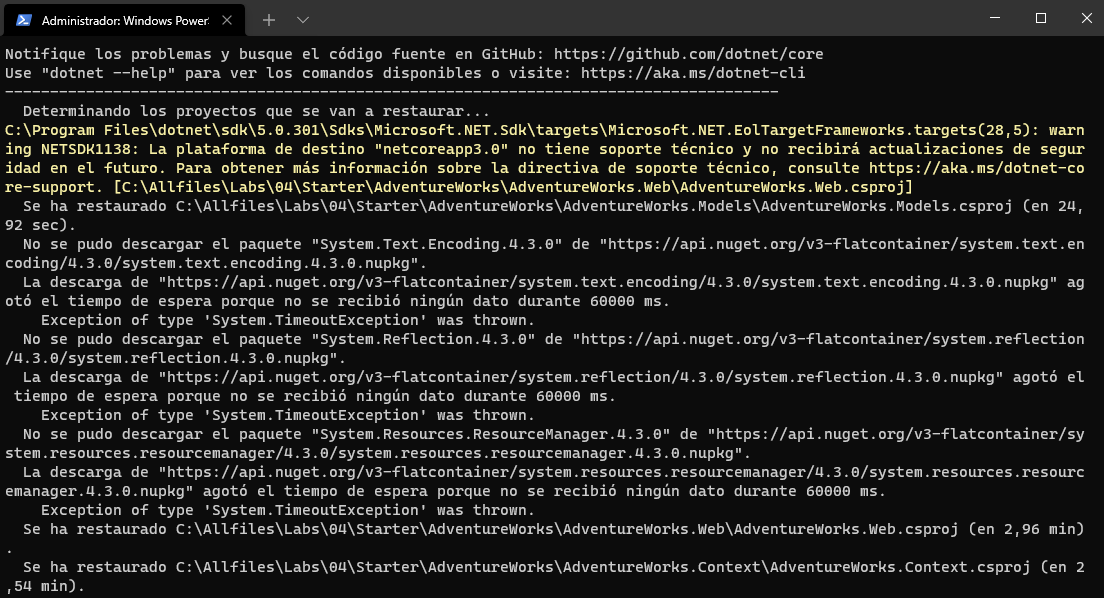 Administrador: Windows Power
Notifique los problemas y busque el código fuente en GitHub: https://github.com/dotnet/core
Use "dotnet --help" para ver los comandos disponibles o visite: https://aka.ms/dotnet-cli
--------------------------------------------------------------------------------------
Determinando los proyectos que se van a restaurar...
C:\Program Files\dotnet\sdk\5.0.301\Sdks\Microsoft.NET.Sdk\targets\Microsoft.NET.EolTargetFrameworks.targets(28,5): warn
ing NETSDK1138: La plataforma de destino "netcoreapp3.0" no tiene soporte técnico y no recibirá actualizaciones de segur
idad en el futuro. Para obtener más información sobre la directiva de soporte técnico, consulte https://aka.ms/dotnet-co
re-support. [C:\Allfiles\Labs\04\Starter\AdventureWorks\AdventureWorks.Web\AdventureWorks.Web.csproj]
Se ha restaurado C:\Allfiles\Labs\04\Starter\AdventureWorks\AdventureWorks.Models\AdventureWorks.Models.csproj (en 24,
92 sec).
No se pudo descargar el paquete "System.Text.Encoding.4.3.0" de "https://api.nuget.org/v3-flatcontainer/system.text.en
coding/4.3.0/system.text.encoding.4.3.0.nupkg".
La descarga de "https://api.nuget.org/v3-flatcontainer/system.text.encoding/4.3.0/system.text.encoding.4.3.0.nupkg" ag
otó el tiempo de espera porque no se recibió ningún dato durante 60000 ms.
Exception of type 'System.TimeoutException' was thrown.
No se pudo descargar el paquete "System.Reflection.4.3.0" de "https://api.nuget.org/v3-flatcontainer/system.reflection
/4.3.0/system.reflection.4.3.0.nupkg".
La descarga de "https://api.nuget.org/v3-flatcontainer/system.reflection/4.3.0/system.reflection.4.3.0.nupkg" agotó el
tiempo de espera porque no se recibió ningún dato durante 60000 ms.
Exception of type 'System.TimeoutException' was thrown.
No se pudo descargar el paquete "System.Resources.ResourceManager.4.3.0" de "https://api.nuget.org/v3-flatcontainer/sy
stem.resources.resourcemanager/4.3.0/system.resources.resourcemanager.4.3.0.nupkg".
La descarga de "https://api.nuget.org/v3-flatcontainer/system.resources.resourcemanager/4.3.0/system.resources.resourc
emanager.4.3.0.nupkg" agotó el tiempo de espera porque no se recibió ningún dato durante 60000 ms.
Exception of type 'System.TimeoutException' was thrown.
Se ha restaurado C:\Allfiles\Labs\04\Starter\AdventureWorks\AdventureWorks.Web\AdventureWorks.Web.csproj (en 2,96 min)
.
Se ha restaurado C:\Allfiles\Labs\04\Starter\AdventureWorks\AdventureWorks.Context\AdventureWorks.Context.csproj (en 2
,54 min).